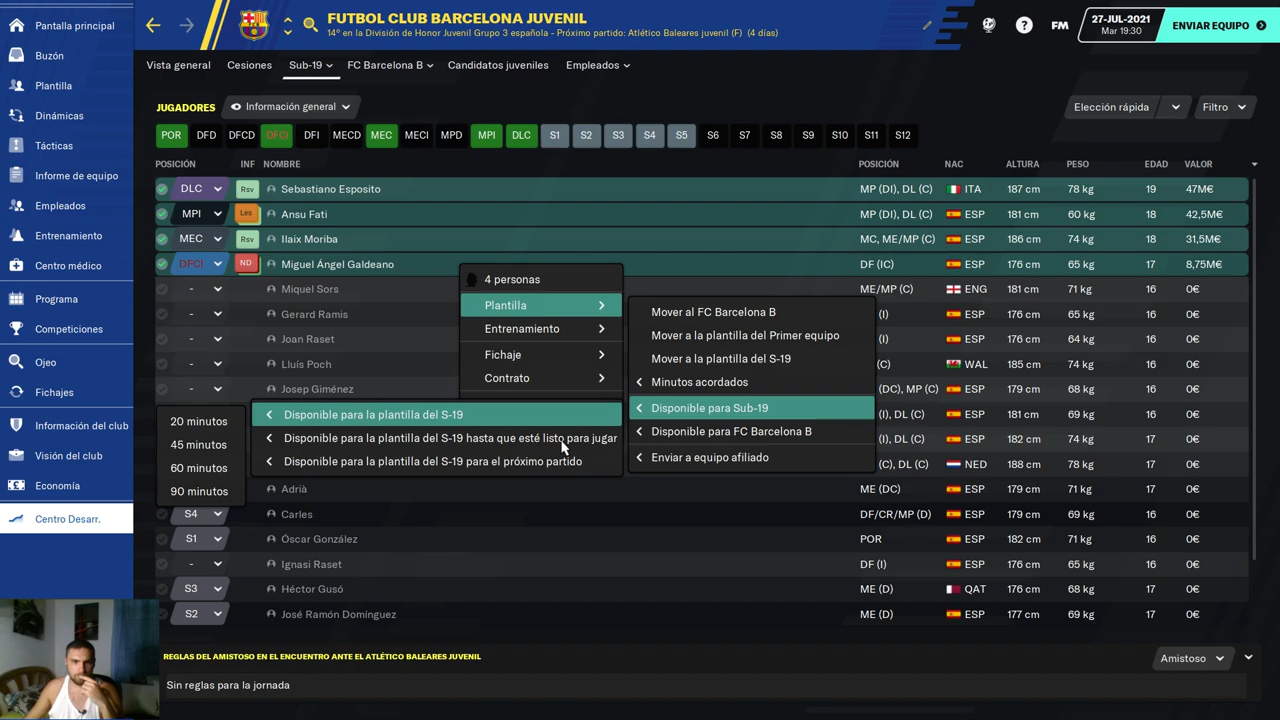 Pantalla principal
Buzón
Plantilla
Dinámicas
Tácticas
Informe de equipo
Empleados
Entrenamiento
Centro médico
Programa
Competiciones
Ojeo
Fichajes
Información del club
Visión del club
Economía
Centro Desarr.
FUTBOL CLUB BARCELONA JUVENIL
14º en la División de Honor Juvenil Grupo 3 española - Próximo partido: Atlético Baleares juvenil (F) (4 días)
FM
27-JUL-2021
Mar 19:30
ENVIAR EQUIPO
Vista general Cesiones Sub-19 FC Barcelona B Candidatos juveniles Empleados
JUGADORES Información general Elección rápida Filtro
POR DFD DFCD DFCI DFI MECD MEC MECI MPD MPI DLC S1 S2 S3 S4 S5 S6 S7 S8 S9 S10 S11 S12
POSICIÓN INF NOMBRE POSICIÓN NAC ALTURA PESO EDAD VALOR
DLC Rsv Sebastiano Esposito MP (DI), DL (C) ITA 187 cm 78 kg 19 47M€
MPI Les Ansu Fati MP (DI), DL (C) ESP 181 cm 60 kg 18 42,5M€
MEC Rsv Ilaix Moriba MC, ME/MP (C) ESP 186 cm 74 kg 18 31,5M€
DFCI ND Miguel Ángel Galdeano DF (IC) ESP 176 cm 65 kg 17 8,75M€
- Miquel Sors ME/MP (C) ENG 181 cm 71 kg 16 0€
- Gerard Ramis (I) ESP 176 cm 65 kg 17 0€
- Joan Raset (I) ESP 176 cm 64 kg 16 0€
- Lluís Poch (C) WAL 185 cm 74 kg 16 0€
- Josep Giménez (DC), MP (C) ESP 179 cm 68 kg 16 0€
(I), DL (C) ESP 181 cm 69 kg 16 0€
(I), DL (C) ESP 182 cm 74 kg 17 0€
(C), DL (C) NED 188 cm 73 kg 17 0€
- Adrià ME (DC) ESP 179 cm 71 kg 17 0€
S4 Carles DF/CR/MP (D) ESP 179 cm 69 kg 16 0€
S1 Óscar González POR ESP 182 cm 71 kg 16 0€
- Ignasi Raset DF (I) ESP 176 cm 66 kg 16 0€
S3 Héctor Gusó ME (D) QAT 176 cm 68 kg 17 0€
S2 José Ramón Domínguez ME (D) ESP 177 cm 69 kg 17 0€
4 personas
Plantilla
Entrenamiento
Fichaje
Contrato
Mover al FC Barcelona B
Mover a la plantilla del Primer equipo
Mover a la plantilla del S-19
Minutos acordados
Disponible para Sub-19
Disponible para FC Barcelona B
Enviar a equipo afiliado
Disponible para la plantilla del S-19
Disponible para la plantilla del S-19 hasta que esté listo para jugar
Disponible para la plantilla del S-19 para el próximo partido
20 minutos
45 minutos
60 minutos
90 minutos
REGLAS DEL AMISTOSO EN EL ENCUENTRO ANTE EL ATLÉTICO BALEARES JUVENIL
Amistoso
Sin reglas para la jornada